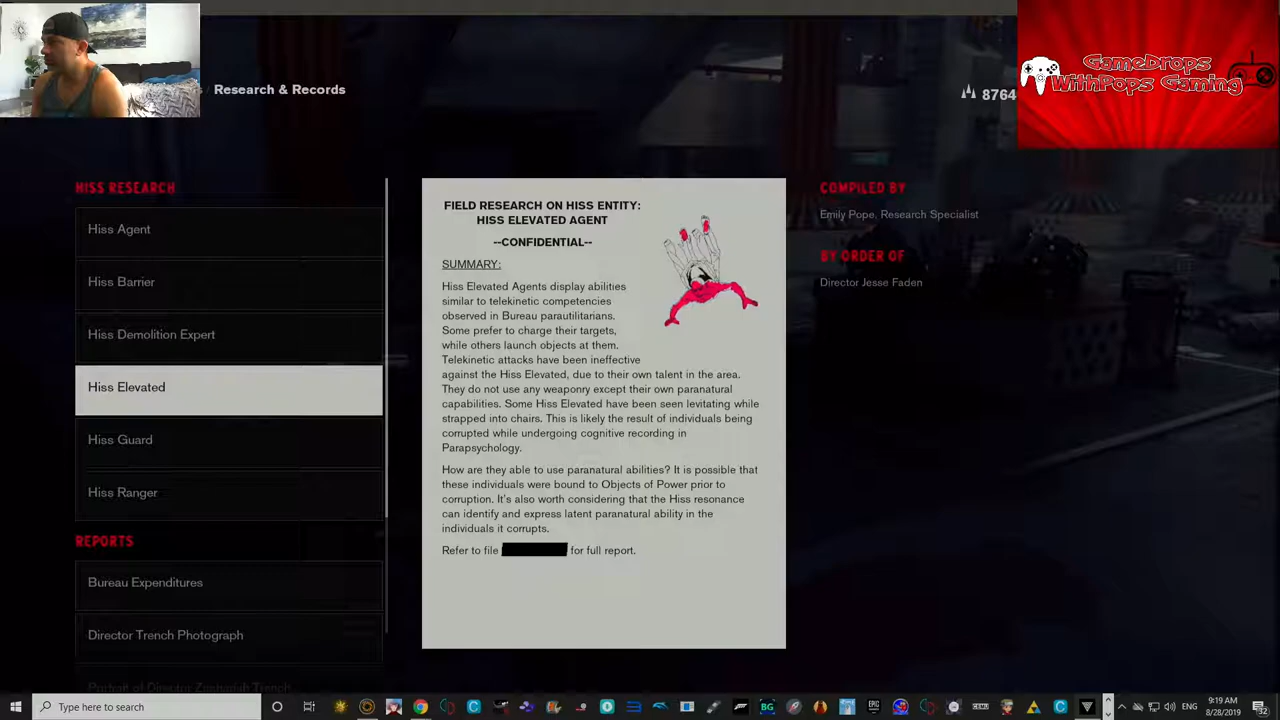 Research & Records
8764
GameDrops
WithPops Gaming
HISS RESEARCH
Hiss Agent
Hiss Barrier
Hiss Demolition Expert
Hiss Elevated
Hiss Guard
Hiss Ranger
REPORTS
Bureau Expenditures
Director Trench Photograph
Portrait of Director Zachariah Trench
FIELD RESEARCH ON HISS ENTITY:
HISS ELEVATED AGENT
--CONFIDENTIAL--
SUMMARY:
Hiss Elevated Agents display abilities
similar to telekinetic competencies
observed in Bureau parautilitarians.
Some prefer to charge their targets,
while others launch objects at them.
Telekinetic attacks have been ineffective
against the Hiss Elevated, due to their own talent in the area.
They do not use any weaponry except their own paranatural
capabilities. Some Hiss Elevated have been seen levitating while
strapped into chairs. This is likely the result of individuals being
corrupted while undergoing cognitive recording in
Parapsychology.
How are they able to use paranatural abilities? It is possible that
these individuals were bound to Objects of Power prior to
corruption. It's also worth considering that the Hiss resonance
can identify and express latent paranatural ability in the
individuals it corrupts.
Refer to file for full report.
COMPILED BY
Emily Pope, Research Specialist
BY ORDER OF
Director Jesse Faden
Type here to search
9:19 AM
8/28/2019
32